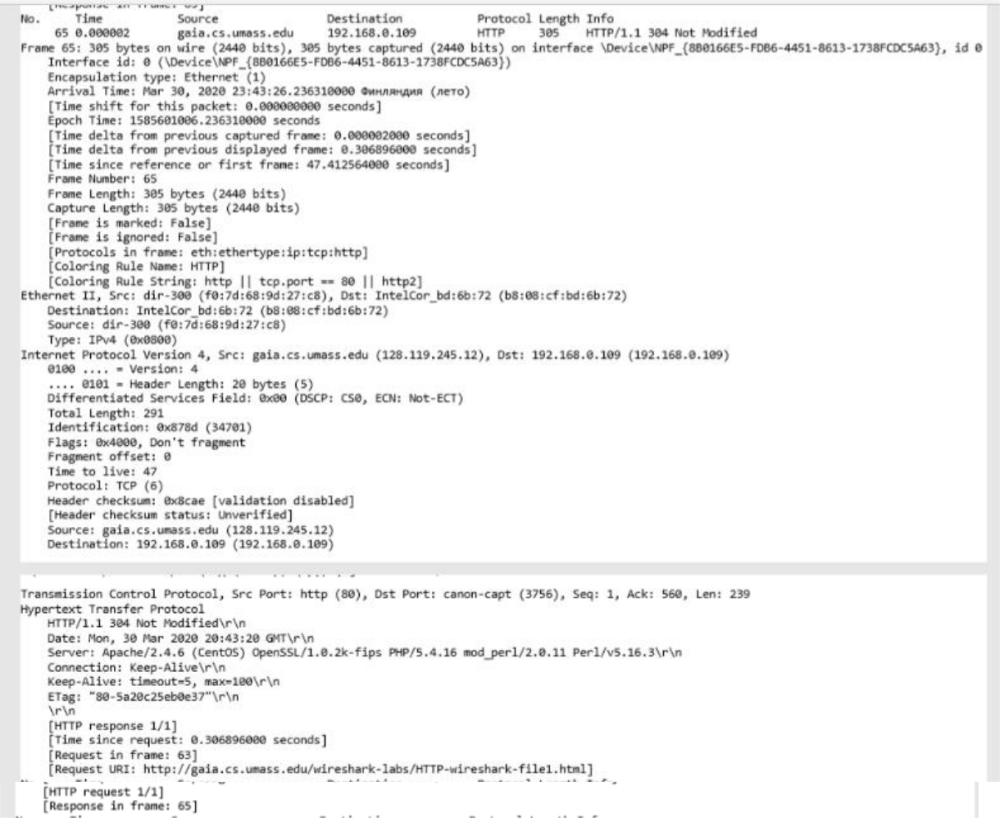 [Response in frame: 65]
No. Time Source Destination Protocol Length Info
65 0.000002 gaia.cs.umass.edu 192.168.0.109 HTTP 305 HTTP/1.1 304 Not Modified
Frame 65: 305 bytes on wire (2440 bits), 305 bytes captured (2440 bits) on interface \Device\NPF_{8B0166E5-FDB6-4451-8613-1738FCDC5A63}, id 0
Interface id: 0 (\Device\NPF_{8B0166E5-FDB6-4451-8613-1738FCDC5A63})
Encapsulation type: Ethernet (1)
Arrival Time: Mar 30, 2020 23:43:26.236310000 Финляндия (лето)
[Time shift for this packet: 0.000000000 seconds]
Epoch Time: 1585601006.236310000 seconds
[Time delta from previous captured frame: 0.000002000 seconds]
[Time delta from previous displayed frame: 0.306896000 seconds]
[Time since reference or first frame: 47.412564000 seconds]
Frame Number: 65
Frame Length: 305 bytes (2440 bits)
Capture Length: 305 bytes (2440 bits)
[Frame is marked: False]
[Frame is ignored: False]
[Protocols in frame: eth:ethertype:ip:tcp:http]
[Coloring Rule Name: HTTP]
[Coloring Rule String: http || tcp.port == 80 || http2]
Ethernet II, Src: dir-300 (f0:7d:68:9d:27:c8), Dst: IntelCor_bd:6b:72 (b8:08:cf:bd:6b:72)
Destination: IntelCor_bd:6b:72 (b8:08:cf:bd:6b:72)
Source: dir-300 (f0:7d:68:9d:27:c8)
Type: IPv4 (0x0800)
Internet Protocol Version 4, Src: gaia.cs.umass.edu (128.119.245.12), Dst: 192.168.0.109 (192.168.0.109)
0100 .... = Version: 4
.... 0101 = Header Length: 20 bytes (5)
Differentiated Services Field: 0x00 (DSCP: CS0, ECN: Not-ECT)
Total Length: 291
Identification: 0x878d (34701)
Flags: 0x4000, Don't fragment
Fragment offset: 0
Time to live: 47
Protocol: TCP (6)
Header checksum: 0x8cae [validation disabled]
[Header checksum status: Unverified]
Source: gaia.cs.umass.edu (128.119.245.12)
Destination: 192.168.0.109 (192.168.0.109)
Transmission Control Protocol, Src Port: http (80), Dst Port: canon-capt (3756), Seq: 1, Ack: 560, Len: 239
Hypertext Transfer Protocol
HTTP/1.1 304 Not Modified\r\n
Date: Mon, 30 Mar 2020 20:43:20 GMT\r\n
Server: Apache/2.4.6 (CentOS) OpenSSL/1.0.2k-fips PHP/5.4.16 mod_perl/2.0.11 Perl/v5.16.3\r\n
Connection: Keep-Alive\r\n
Keep-Alive: timeout=5, max=100\r\n
ETag: "80-5a20c25eb0e37"\r\n
\r\n
[HTTP response 1/1]
[Time since request: 0.306896000 seconds]
[Request in frame: 63]
[Request URI: http://gaia.cs.umass.edu/wireshark-labs/HTTP-wireshark-file1.html]
[HTTP request 1/1]
[Response in frame: 65]